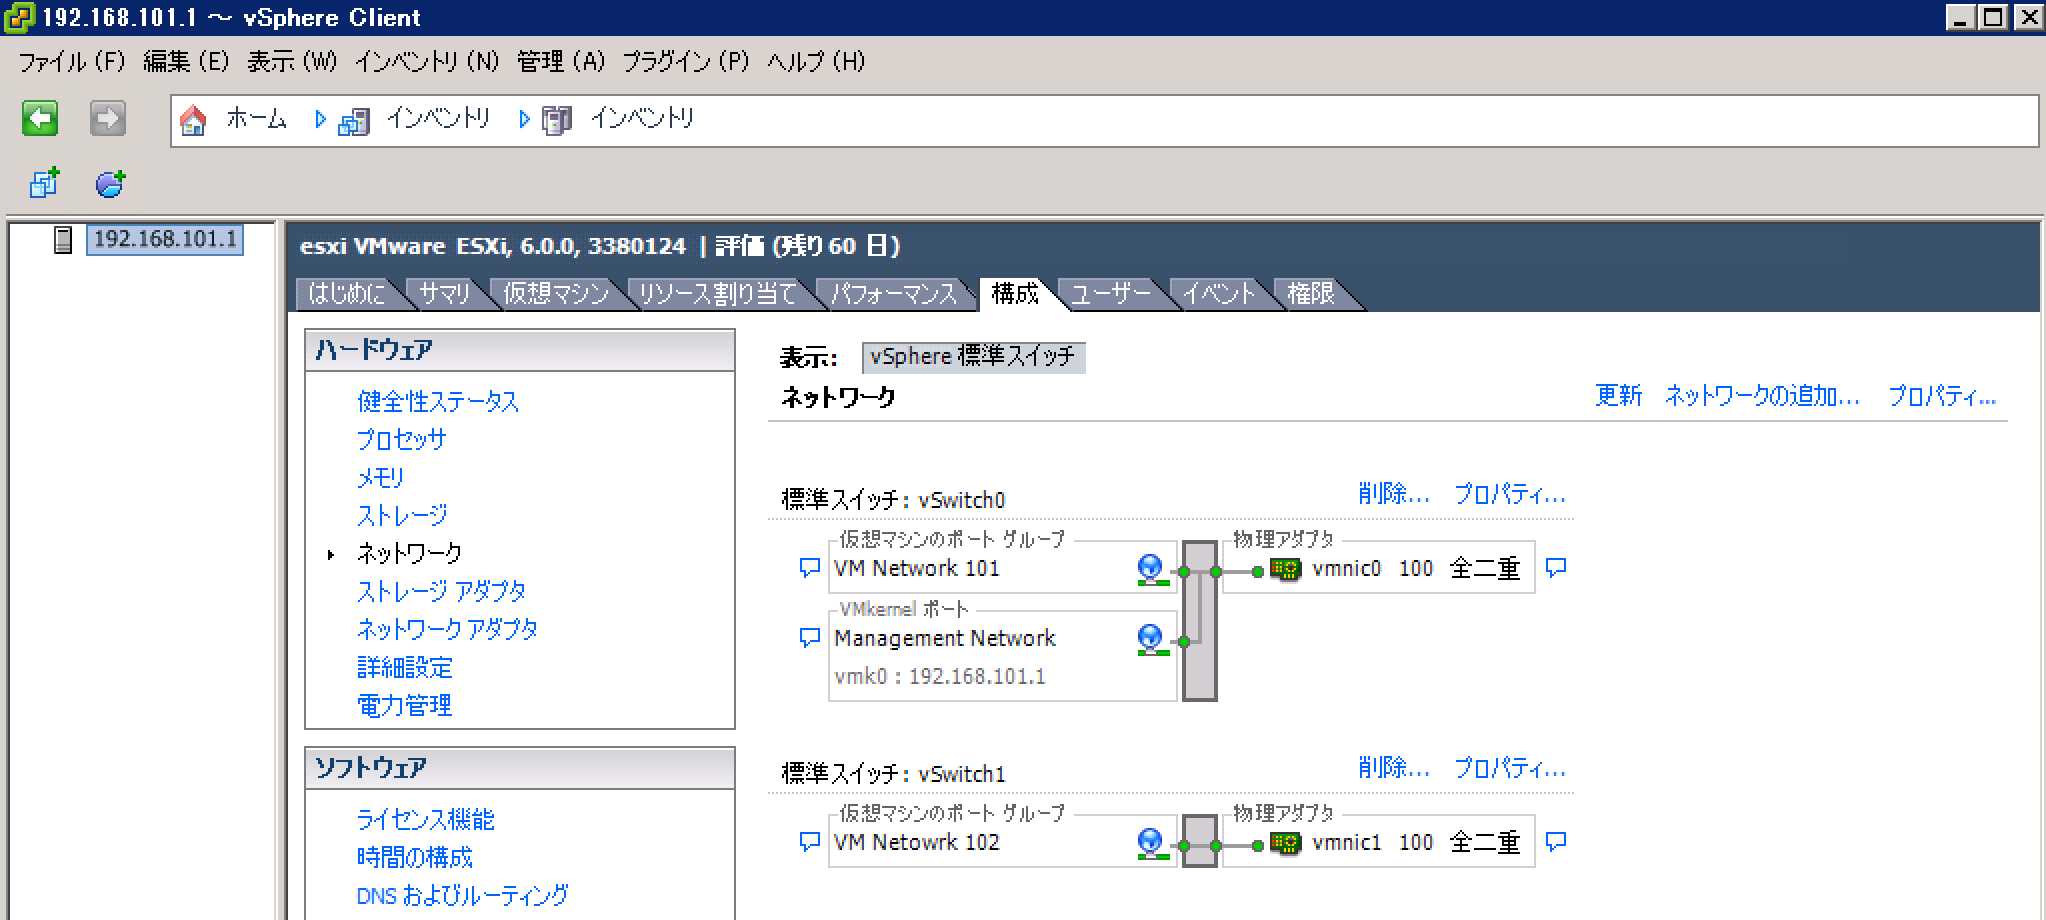 192.168.101.1 ~ vSphere Client
ファイル (F) 編集 (E) 表示 (W) インベントリ (N) 管理 (A) プラグイン (P) ヘルプ (H)
ホーム インベントリ インベントリ
192.168.101.1
esxi VMware ESXi, 6.0.0, 3380124 | 評価 (残り 60 日)
はじめに サマリ 仮想マシン リソース割り当て パフォーマンス 構成 ユーザー イベント 権限
ハードウェア
健全性ステータス
プロセッサ
メモリ
ストレージ
ネットワーク
ストレージ アダプタ
ネットワーク アダプタ
詳細設定
電力管理
ソフトウェア
ライセンス機能
時間の構成
DNS およびルーティング
表示: vSphere 標準スイッチ
ネットワーク 更新 ネットワークの追加... プロパティ...
標準スイッチ: vSwitch0 削除... プロパティ...
仮想マシンのポート グループ 物理アダプタ
VM Network 101 vmnic0 100 全二重
VMkernel ポート
Management Network
vmk0 : 192.168.101.1
標準スイッチ: vSwitch1 削除... プロパティ...
仮想マシンのポート グループ 物理アダプタ
VM Netowrk 102 vmnic1 100 全二重